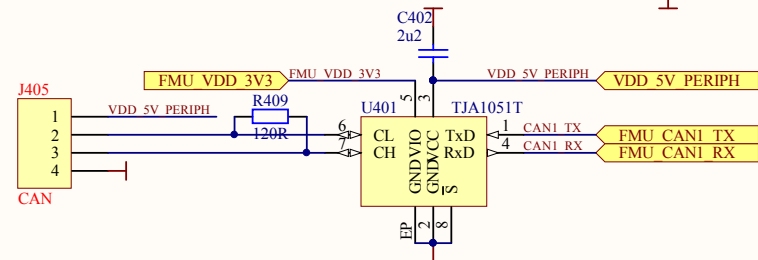 C402
2u2
FMU_VDD_3V3
FMU_VDD_3V3
VDD_5V_PERIPH
VDD_5V_PERIPH
J405
1
2
3
4
CAN
VDD_5V_PERIPH
R409
120R
U401
TJA1051T
5
3
6
7
CL
CH
VIO
VCC
GND
GND
S
TxD
RxD
1
4
CAN1_TX
CAN1_RX
FMU_CAN1_TX
FMU_CAN1_RX
EP
2
8